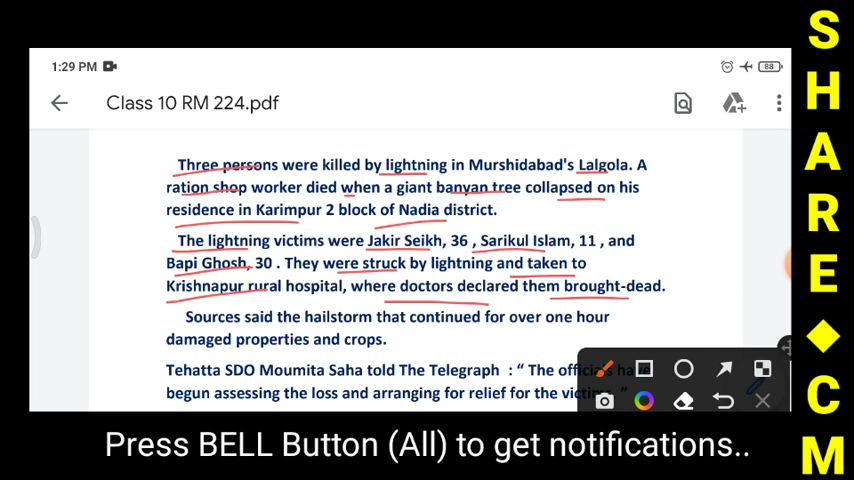 1:29 PM
88
Class 10 RM 224.pdf
Three persons were killed by lightning in Murshidabad's Lalgola. A
ration shop worker died when a giant banyan tree collapsed on his
residence in Karimpur 2 block of Nadia district.
The lightning victims were Jakir Seikh, 36 , Sarikul Islam, 11 , and
Bapi Ghosh, 30 . They were struck by lightning and taken to
Krishnapur rural hospital, where doctors declared them brought-dead.
Sources said the hailstorm that continued for over one hour
damaged properties and crops.
Tehatta SDO Moumita Saha told The Telegraph : “ The officials have
begun assessing the loss and arranging for relief for the victims. ”
Press BELL Button (All) to get notifications..
SHARE◆CM